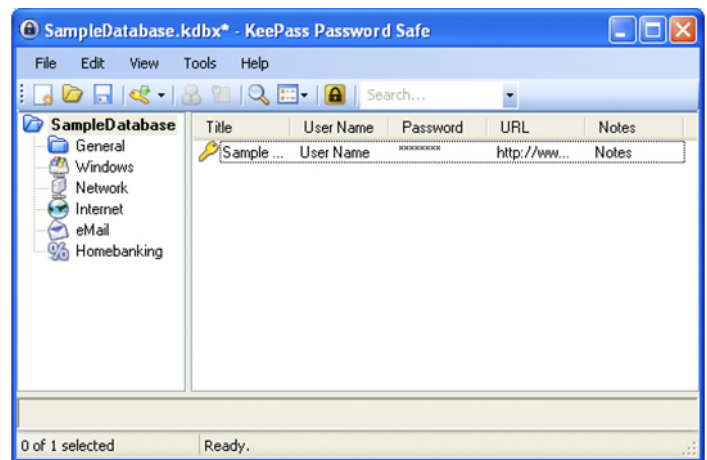 SampleDatabase.kdbx* - KeePass Password Safe
File Edit View Tools Help
Search...
SampleDatabase
General
Windows
Network
Internet
eMail
Homebanking
Title User Name Password URL Notes
Sample ... User Name ******** http://ww... Notes
0 of 1 selected Ready.